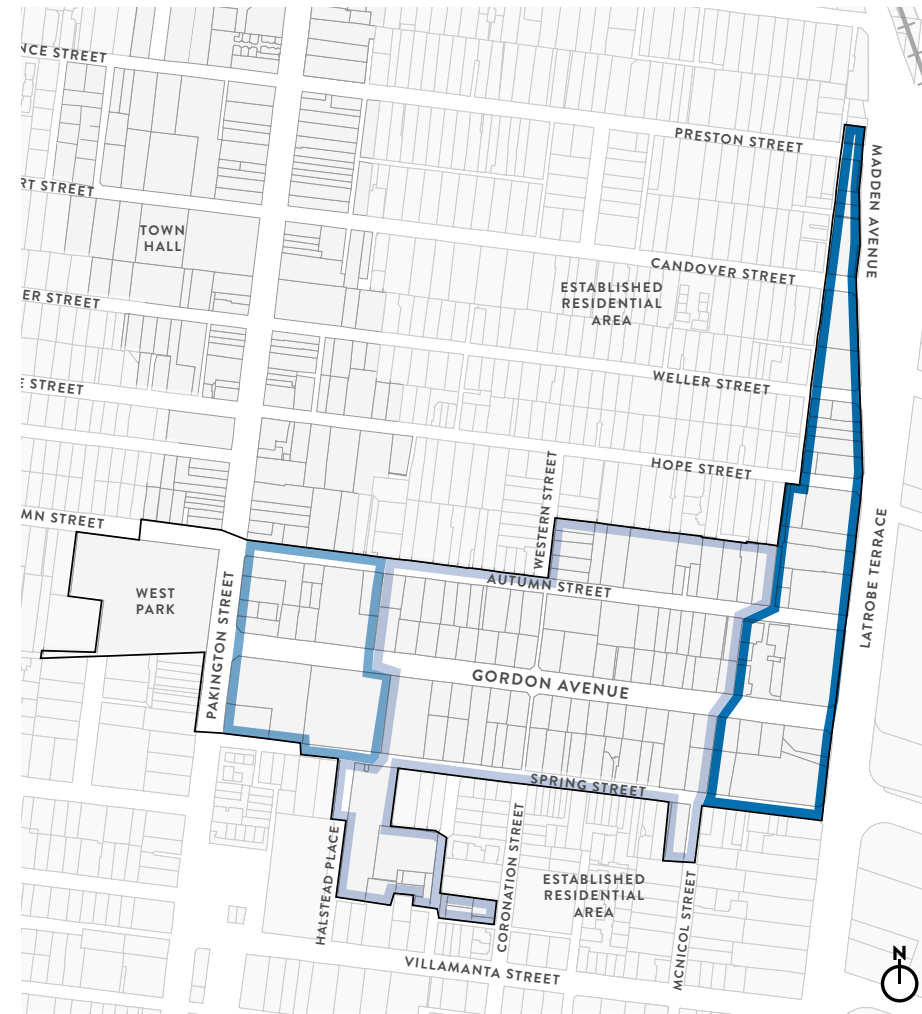 NCE STREET
PRESTON STREET
MADDEN AVENUE
RT STREET
TOWN
HALL
CANDOVER STREET
ESTABLISHED
RESIDENTIAL
AREA
ER STREET
WELLER STREET
E STREET
HOPE STREET
WESTERN STREET
MN STREET
LATROBE TERRACE
AUTUMN STREET
WEST
PARK
PAKINGTON STREET
GORDON AVENUE
SPRING STREET
HALSTEAD PLACE
CORONATION STREET
ESTABLISHED
RESIDENTIAL
AREA
MCNICOL STREET
VILLAMANTA STREET
N